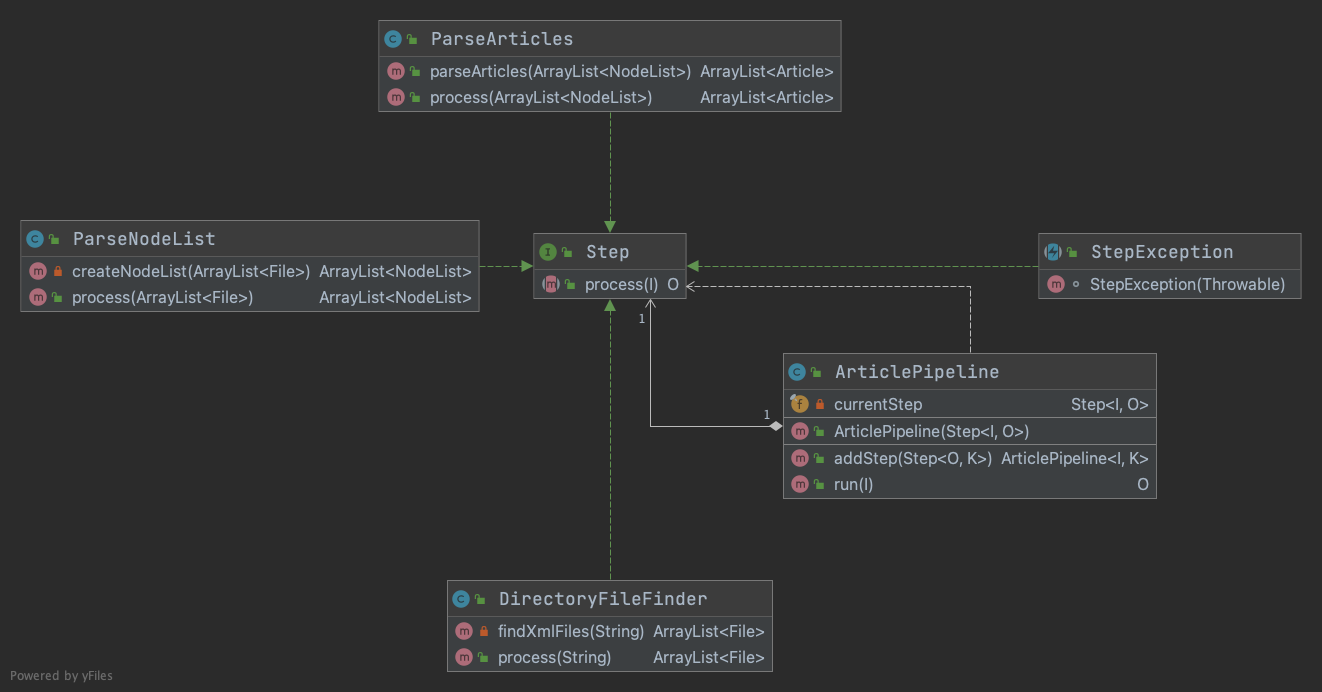 ParseArticles
parseArticles(ArrayList<NodeList>) ArrayList<Article>
process(ArrayList<NodeList>) ArrayList<Article>
ParseNodeList
createNodeList(ArrayList<File>) ArrayList<NodeList>
process(ArrayList<File>) ArrayList<NodeList>
Step
process(I) O
StepException
StepException(Throwable)
1
1
ArticlePipeline
currentStep Step<I, O>
ArticlePipeline(Step<I, O>)
addStep(Step<O, K>) ArticlePipeline<I, K>
run(I) O
DirectoryFileFinder
findXmlFiles(String) ArrayList<File>
process(String) ArrayList<File>
Powered by yFiles